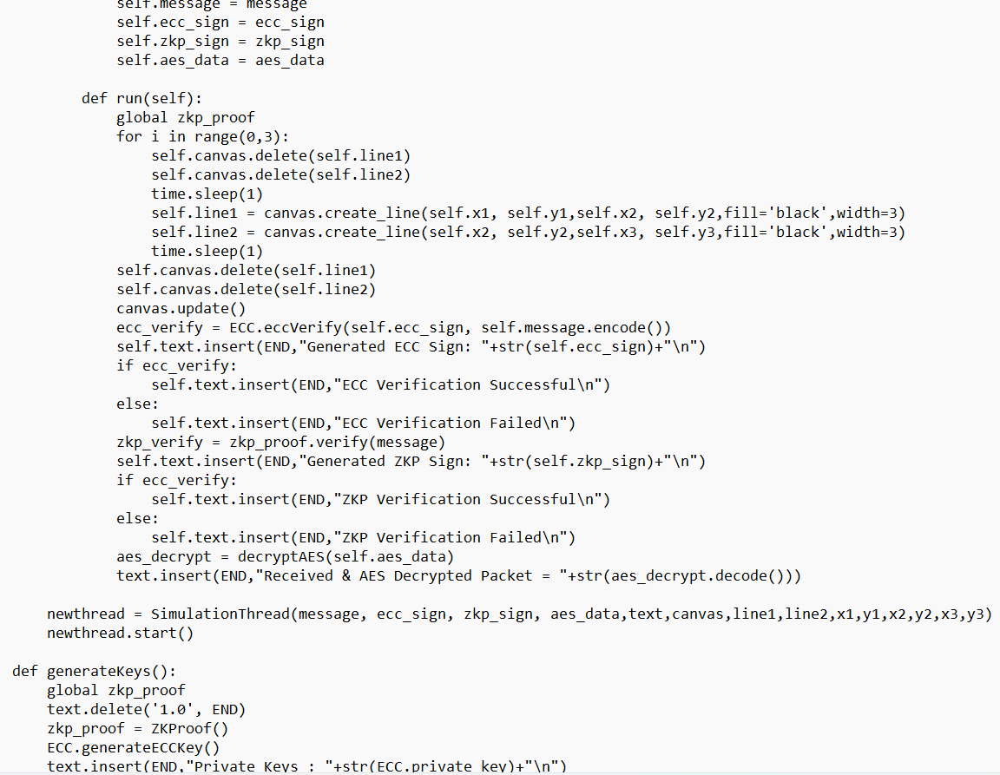 self.message = message
self.ecc_sign = ecc_sign
self.zkp_sign = zkp_sign
self.aes_data = aes_data
def run(self):
global zkp_proof
for i in range(0,3):
self.canvas.delete(self.line1)
self.canvas.delete(self.line2)
time.sleep(1)
self.line1 = canvas.create_line(self.x1, self.y1,self.x2, self.y2,fill='black',width=3)
self.line2 = canvas.create_line(self.x2, self.y2,self.x3, self.y3,fill='black',width=3)
time.sleep(1)
self.canvas.delete(self.line1)
self.canvas.delete(self.line2)
canvas.update()
ecc_verify = ECC.eccVerify(self.ecc_sign, self.message.encode())
self.text.insert(END,"Generated ECC Sign: "+str(self.ecc_sign)+"\n")
if ecc_verify:
self.text.insert(END,"ECC Verification Successful\n")
else:
self.text.insert(END,"ECC Verification Failed\n")
zkp_verify = zkp_proof.verify(message)
self.text.insert(END,"Generated ZKP Sign: "+str(self.zkp_sign)+"\n")
if ecc_verify:
self.text.insert(END,"ZKP Verification Successful\n")
else:
self.text.insert(END,"ZKP Verification Failed\n")
aes_decrypt = decryptAES(self.aes_data)
text.insert(END,"Received & AES Decrypted Packet = "+str(aes_decrypt.decode()))
newthread = SimulationThread(message, ecc_sign, zkp_sign, aes_data,text,canvas,line1,line2,x1,y1,x2,y2,x3,y3)
newthread.start()
def generateKeys():
global zkp_proof
text.delete('1.0', END)
zkp_proof = ZKProof()
ECC.generateECCKey()
text.insert(END,"Private Keys : "+str(ECC.private_key)+"\n")